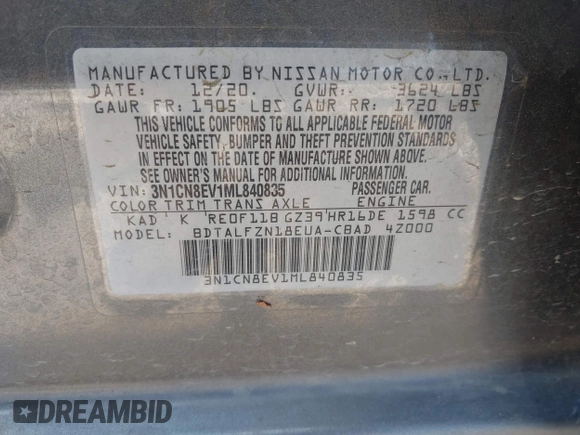 MANUFACTURED BY NISSAN MOTOR CO.,LTD.
DATE: 12/20. GVWR: 3624 LBS
GAWR FR: 1905 LBS GAWR RR: 1720 LBS
THIS VEHICLE CONFORMS TO ALL APPLICABLE FEDERAL MOTOR
VEHICLE SAFETY, BUMPER AND THEFT PREVENTION STANDARDS
IN EFFECT ON THE DATE OF MANUFACTURE SHOWN ABOVE.
SEE OWNER'S MANUAL FOR ADDITIONAL INFORMATION.
VIN: 3N1CN8EV1ML840835 PASSENGER CAR.
COLOR TRIM TRANS AXLE ENGINE
KAD K RE0F11B GZ39 HR16DE 1598 CC
MODEL: BDTALFZN18EUA-CBAD 4Z000
3N1CN8EV1ML840835
DREAMBID